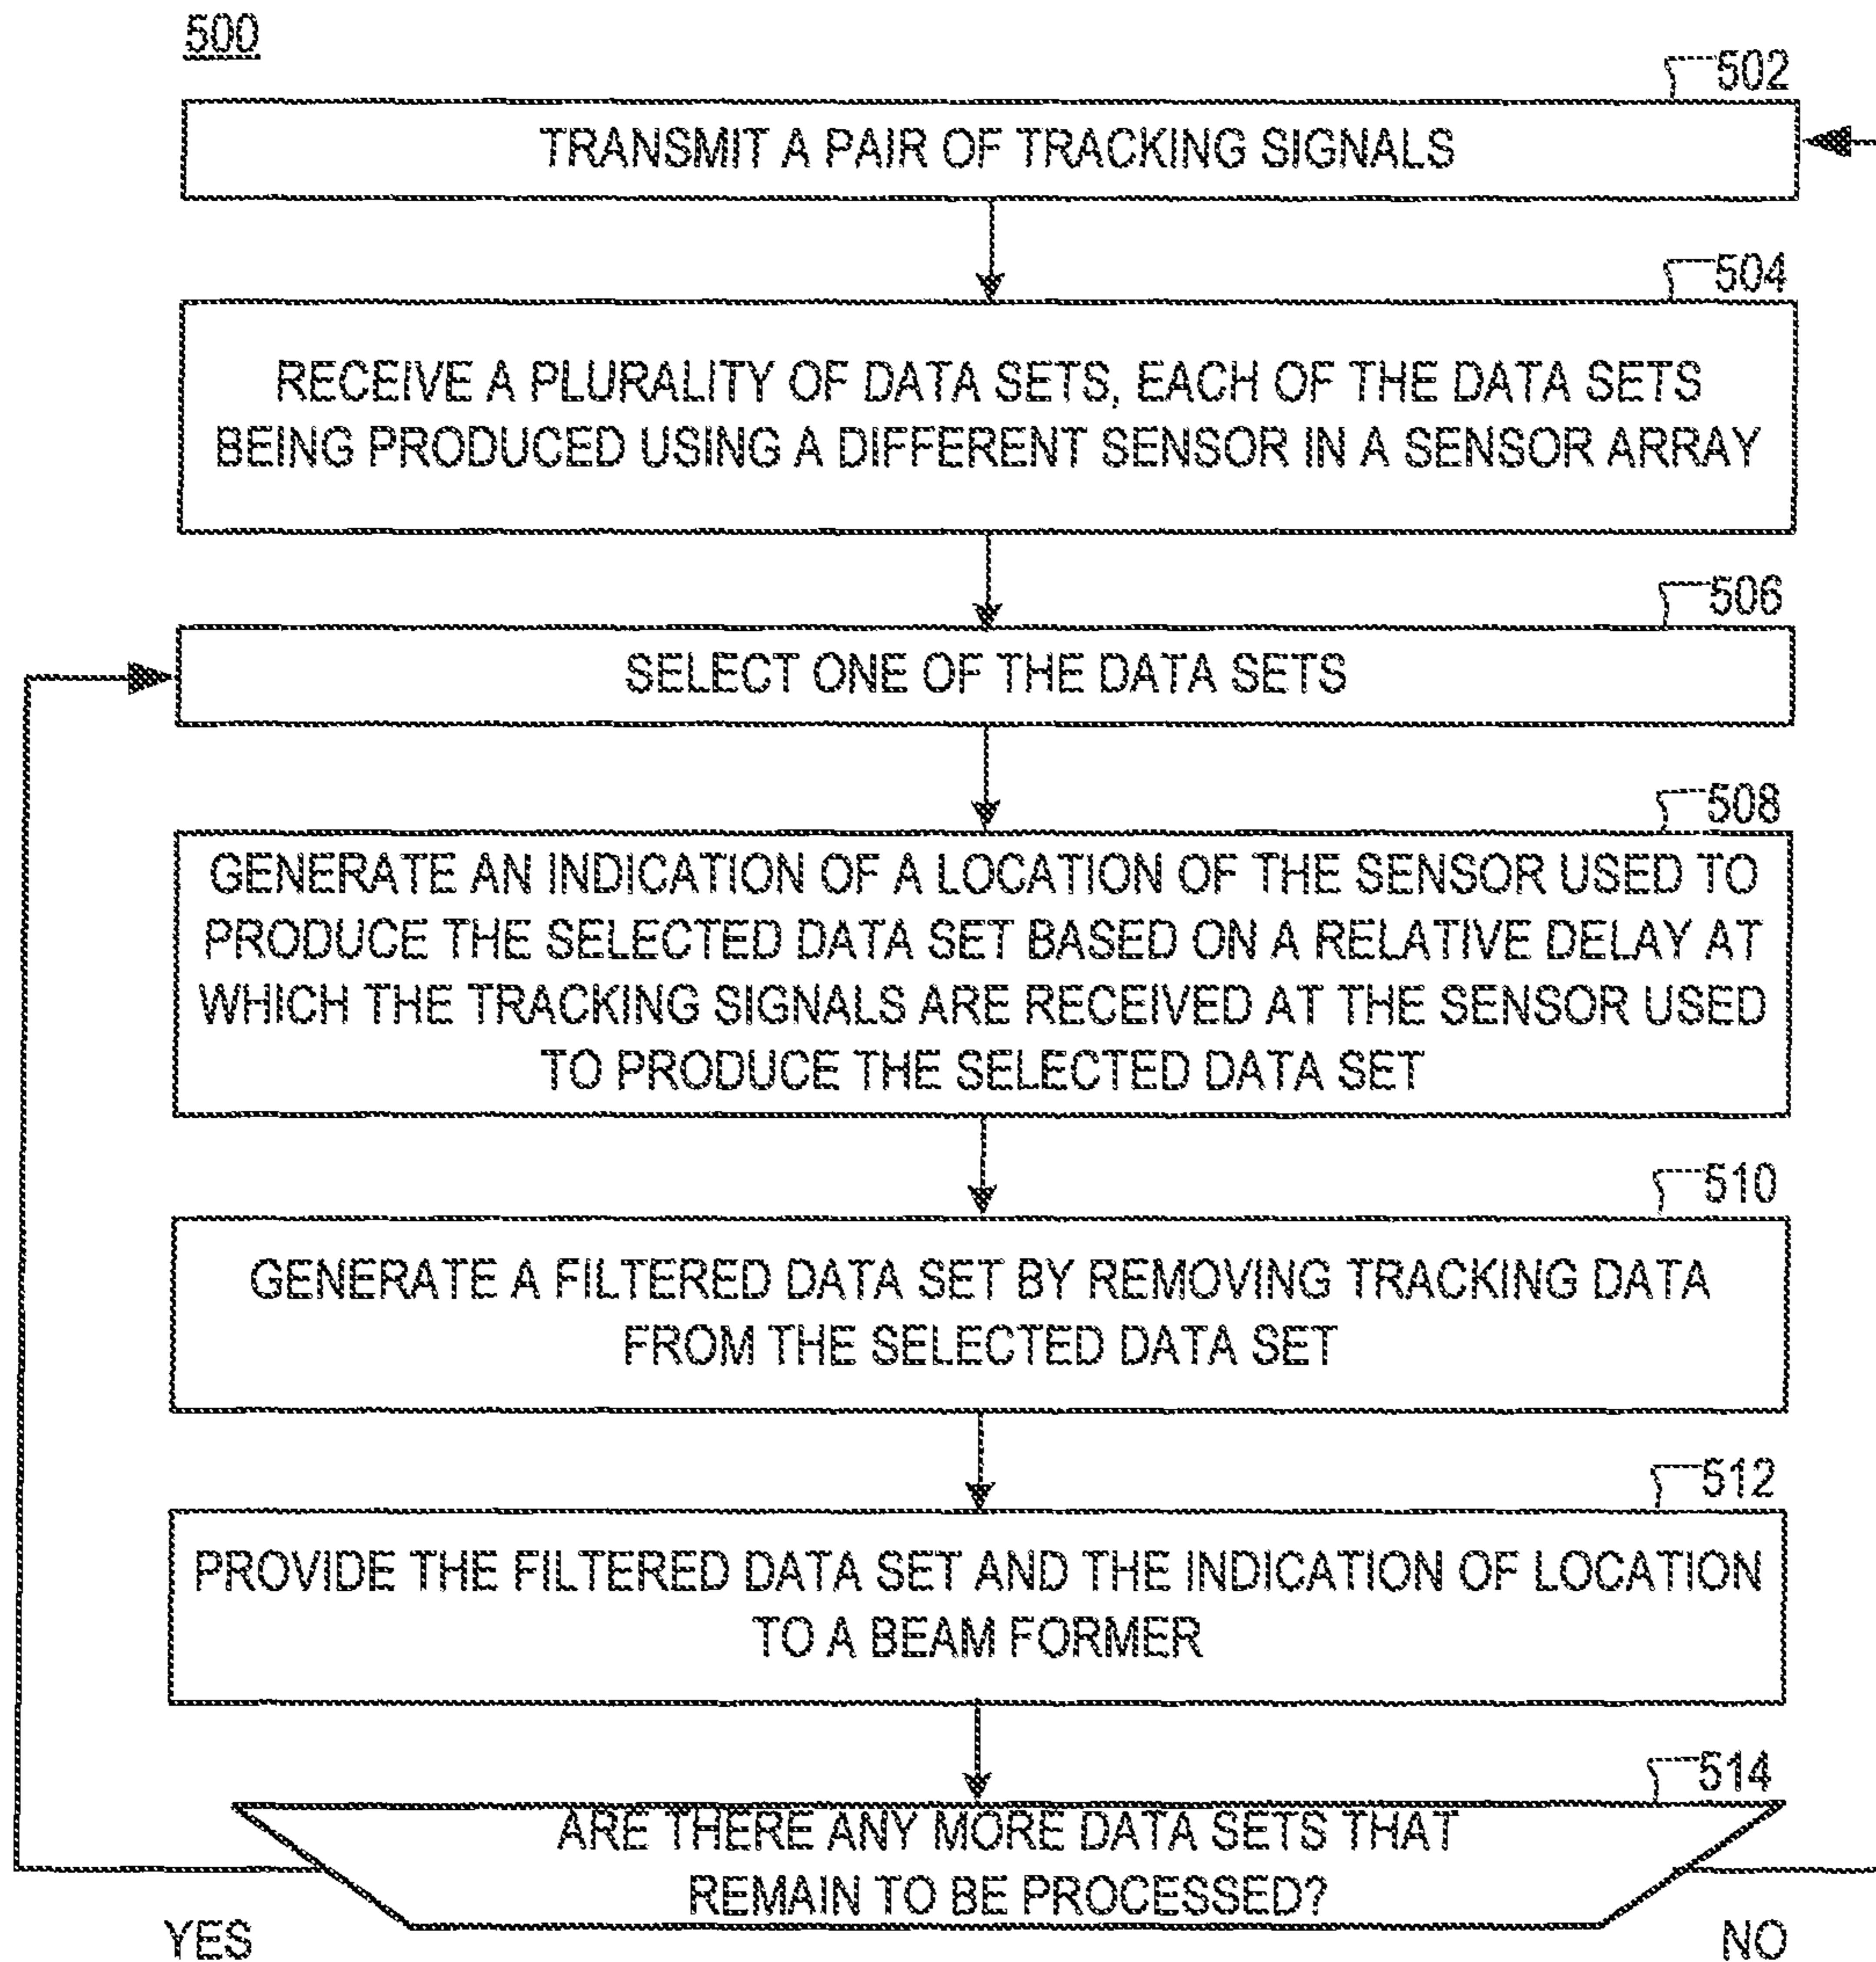 500
502
TRANSMIT A PAIR OF TRACKING SIGNALS
504
RECEIVE A PLURALITY OF DATA SETS, EACH OF THE DATA SETS
BEING PRODUCED USING A DIFFERENT SENSOR IN A SENSOR ARRAY
506
SELECT ONE OF THE DATA SETS
508
GENERATE AN INDICATION OF A LOCATION OF THE SENSOR USED TO
PRODUCE THE SELECTED DATA SET BASED ON A RELATIVE DELAY AT
WHICH THE TRACKING SIGNALS ARE RECEIVED AT THE SENSOR USED
TO PRODUCE THE SELECTED DATA SET
510
GENERATE A FILTERED DATA SET BY REMOVING TRACKING DATA
FROM THE SELECTED DATA SET
512
PROVIDE THE FILTERED DATA SET AND THE INDICATION OF LOCATION
TO A BEAM FORMER
514
ARE THERE ANY MORE DATA SETS THAT
REMAIN TO BE PROCESSED?
YES
NO